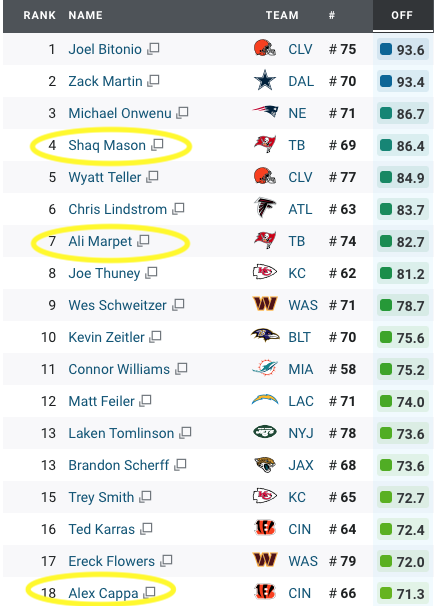 RANK NAME TEAM # OFF
1 Joel Bitonio CLV # 75 93.6
2 Zack Martin DAL # 70 93.4
3 Michael Onwenu NE # 71 86.7
4 Shaq Mason TB # 69 86.4
5 Wyatt Teller CLV # 77 84.9
6 Chris Lindstrom ATL # 63 83.7
7 Ali Marpet TB # 74 82.7
8 Joe Thuney KC # 62 81.2
9 Wes Schweitzer WAS # 71 78.7
10 Kevin Zeitler BLT # 70 75.6
11 Connor Williams MIA # 58 75.2
12 Matt Feiler LAC # 71 74.0
13 Laken Tomlinson NYJ # 78 73.6
13 Brandon Scherff JAX # 68 73.6
15 Trey Smith KC # 65 72.7
16 Ted Karras CIN # 64 72.4
17 Ereck Flowers WAS # 79 72.0
18 Alex Cappa CIN # 66 71.3